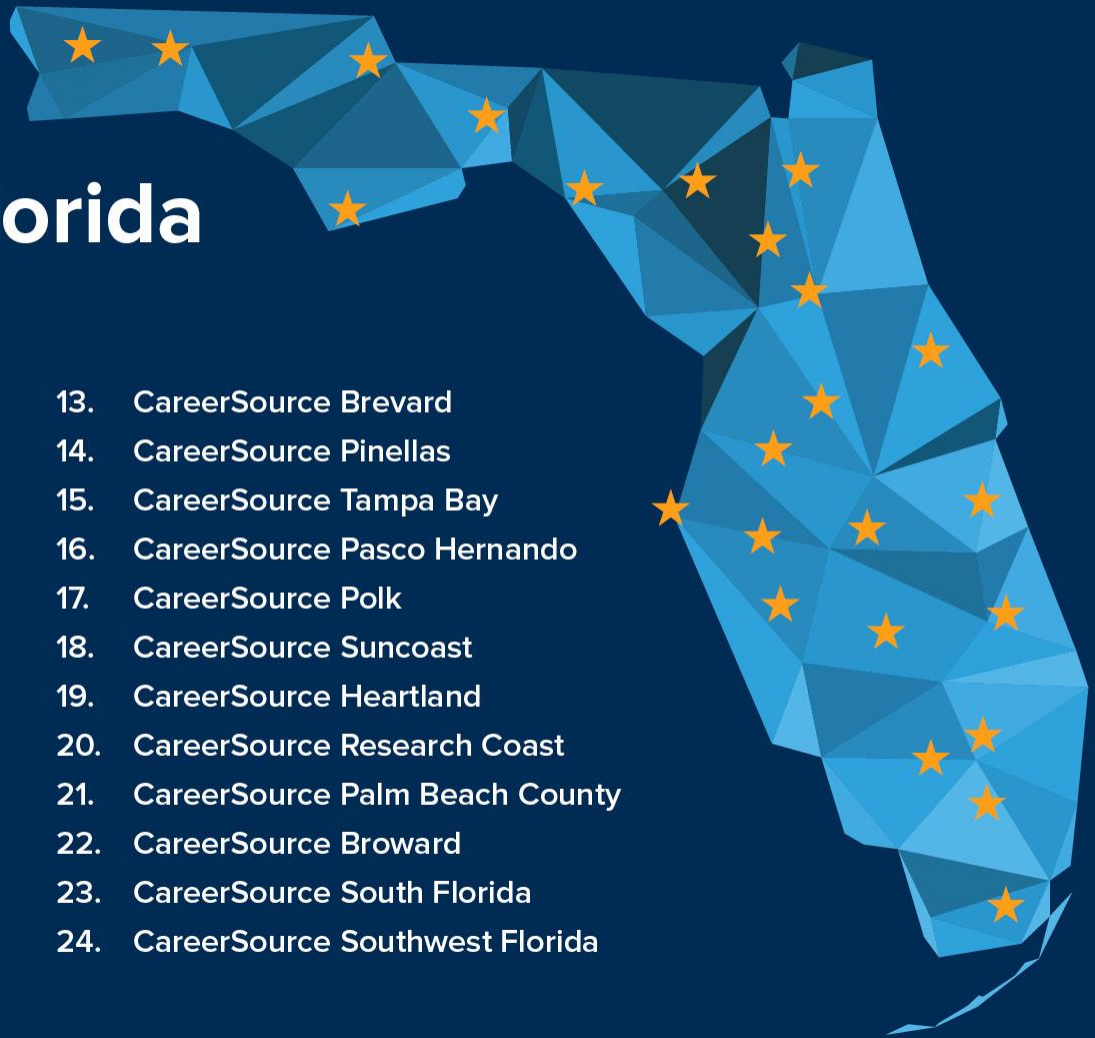 orida
13. CareerSource Brevard
14. CareerSource Pinellas
15. CareerSource Tampa Bay
16. CareerSource Pasco Hernando
17. CareerSource Polk
18. CareerSource Suncoast
19. CareerSource Heartland
20. CareerSource Research Coast
21. CareerSource Palm Beach County
22. CareerSource Broward
23. CareerSource South Florida
24. CareerSource Southwest Florida